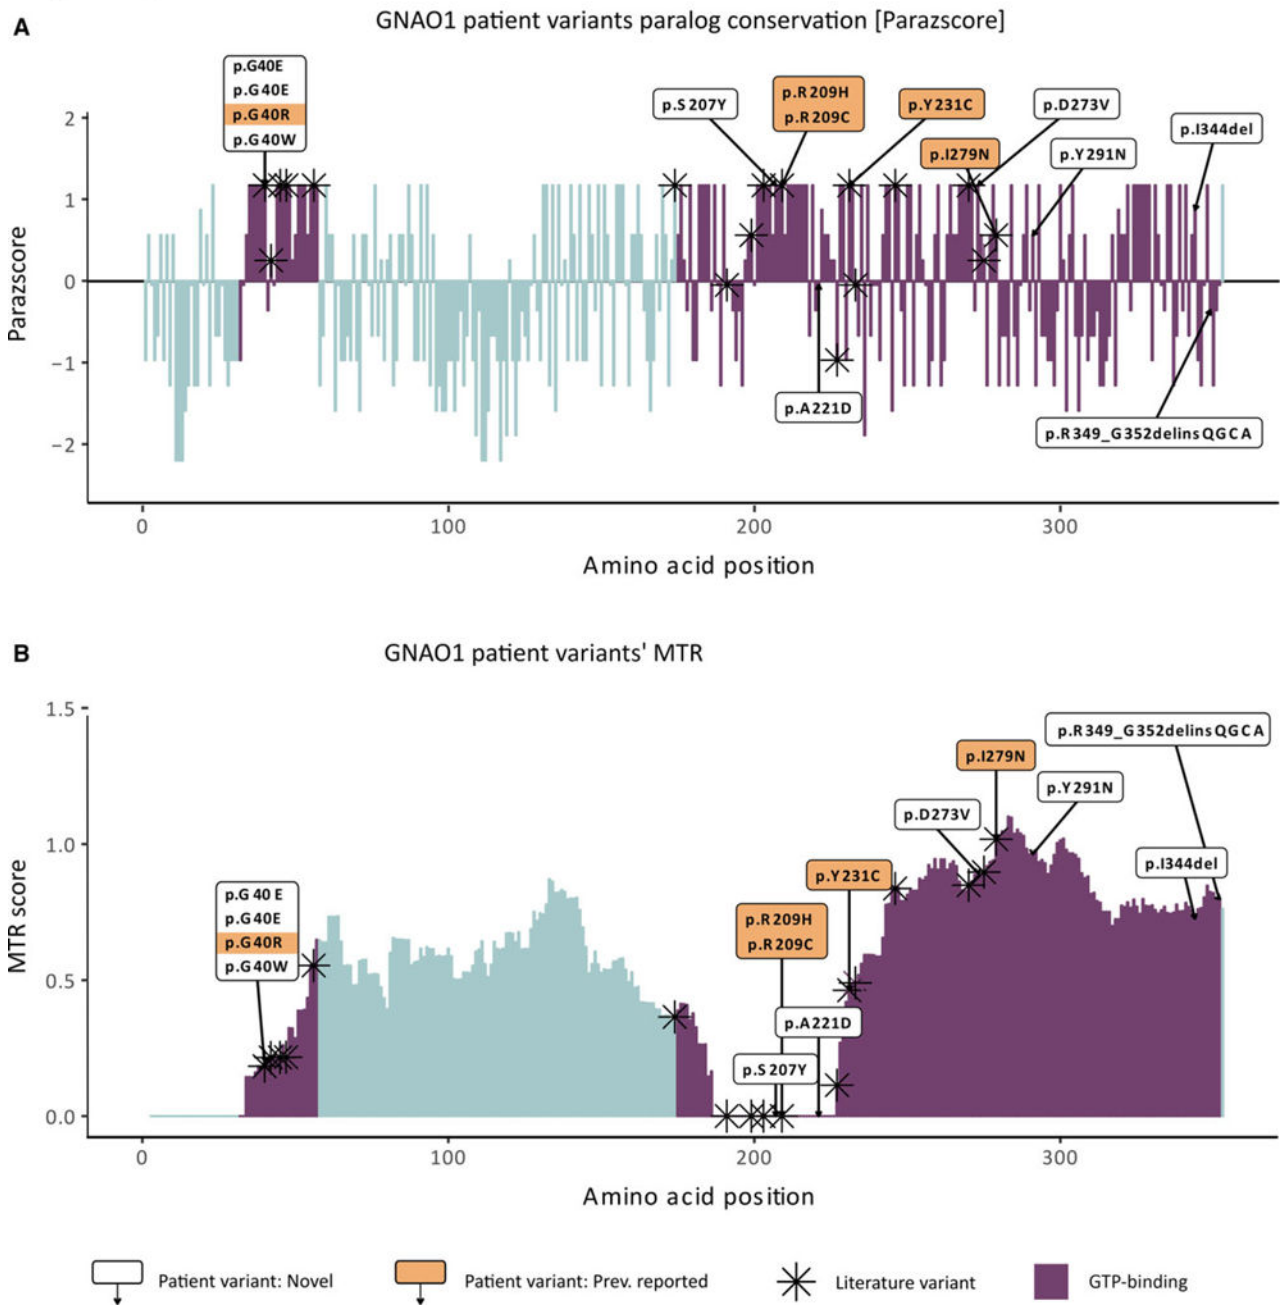 A
GNAO1 patient variants paralog conservation [Parazscore]
p.G40E
p.G40E
p.G40R
p.G40W
p.S207Y
p.R209H
p.R209C
p.Y231C
p.D273V
p.I279N
p.Y291N
p.I344del
p.A221D
p.R349_G352delinsQGCA
Parazscore
2
1
0
−1
−2
0
100
200
300
Amino acid position
B
GNAO1 patient variants' MTR
p.R349_G352delinsQGCA
p.I279N
p.Y291N
p.D273V
p.I344del
p.Y231C
p.G40E
p.G40E
p.G40R
p.G40W
p.R209H
p.R209C
p.A221D
p.S207Y
MTR score
1.5
1.0
0.5
0.0
0
100
200
300
Amino acid position
Patient variant: Novel
Patient variant: Prev. reported
Literature variant
GTP-binding